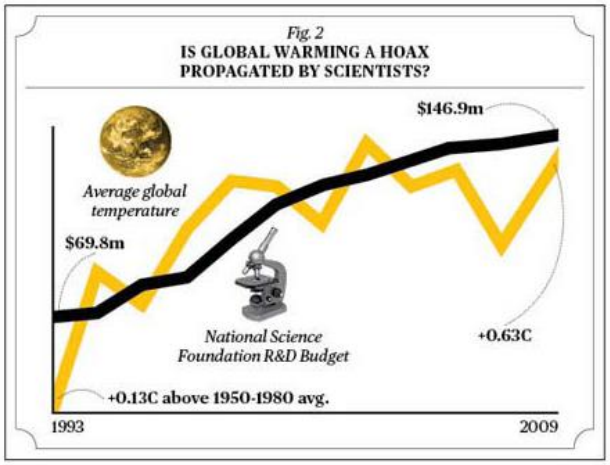 Fig. 2
IS GLOBAL WARMING A HOAX
PROPAGATED BY SCIENTISTS?
$146.9m
Average global
temperature
$69.8m
National Science
Foundation R&D Budget
+0.63C
+0.13C above 1950-1980 avg.
1993
2009